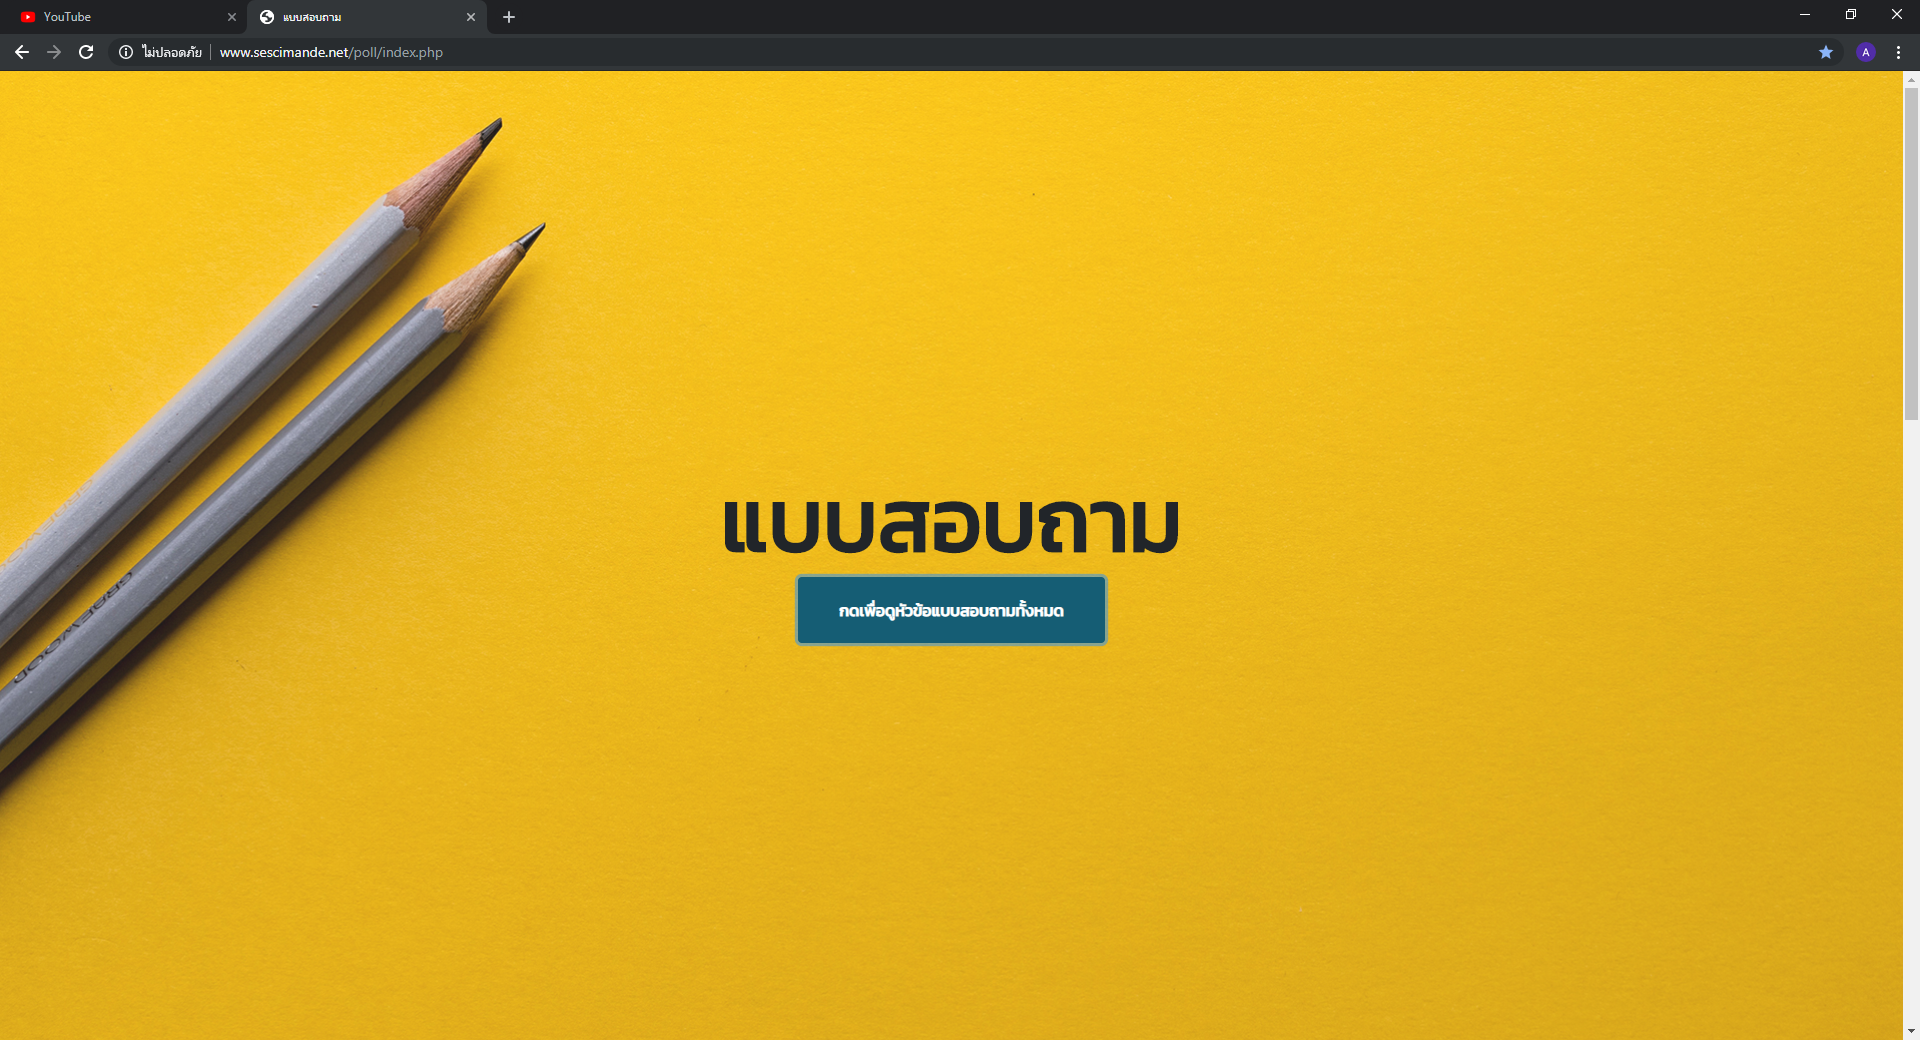 YouTube
แบบสอบถาม
ไม่ปลอดภัย
www.sescimande.net/poll/index.php
A
แบบสอบถาม
กดเพื่อดูหัวข้อแบบสอบถามทั้งหมด